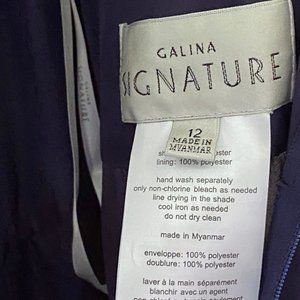 GALINA
SIGNATURE
12
MADE IN
MYANMAR
polyester
lining: 100% polyester
hand wash separately
only non-chlorine bleach as needed
line drying in the shade
cool iron as needed
do not dry clean
made in Myanmar
enveloppe: 100% polyester
doublure: 100% polyester
laver à la main séparément
blanchir avec un agent
SIGNATURE